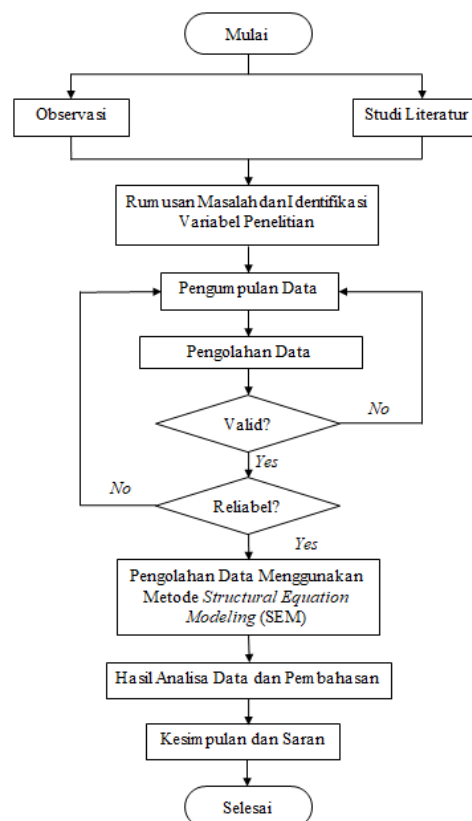 Mulai
Observasi
Studi Literatur
Rumusan Masalah dan Identifikasi
Variabel Penelitian
Pengumpulan Data
Pengolahan Data
Valid?
No
Yes
No
Reliabel?
Yes
Pengolahan Data Menggunakan
Metode Structural Equation
Modeling (SEM)
Hasil Analisa Data dan Pembahasan
Kesimpulan dan Saran
Selesai